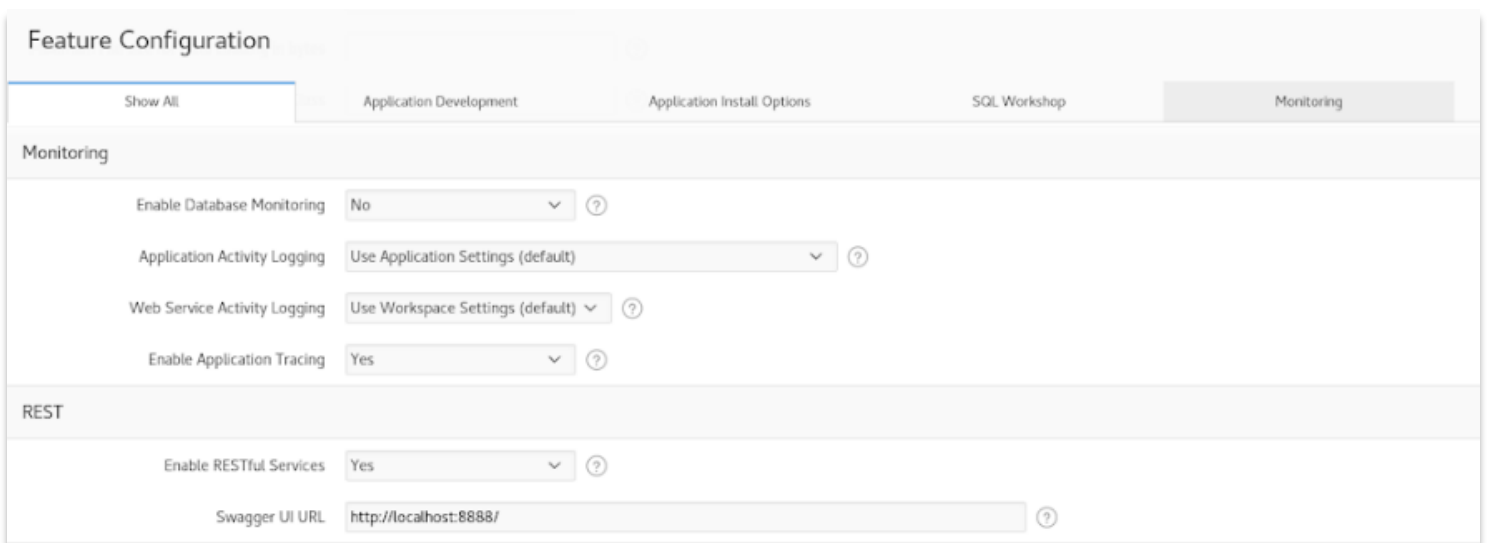 Feature Configuration
Show All Application Development Application Install Options SQL Workshop Monitoring
Monitoring
Enable Database Monitoring No
Application Activity Logging Use Application Settings (default)
Web Service Activity Logging Use Workspace Settings (default)
Enable Application Tracing Yes
REST
Enable RESTful Services Yes
Swagger UI URL http://localhost:8888/